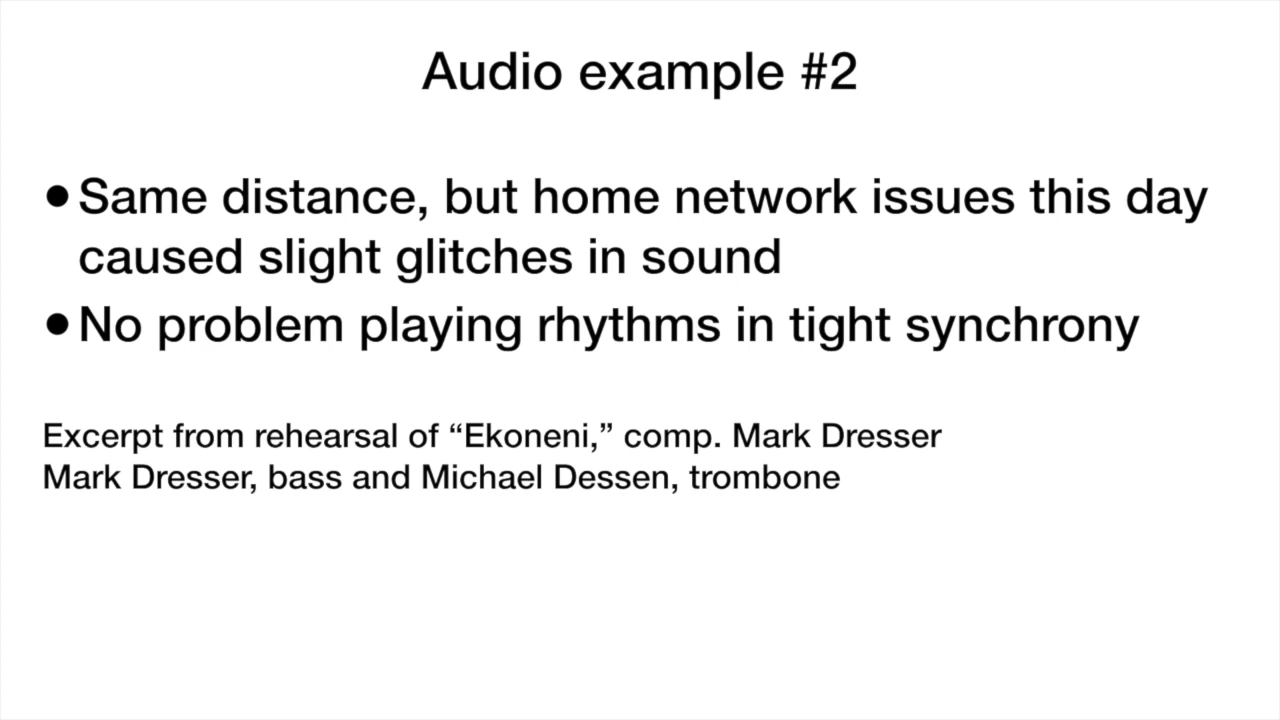 Audio example #2
•Same distance, but home network issues this day
caused slight glitches in sound
•No problem playing rhythms in tight synchrony
Excerpt from rehearsal of “Ekoneni,” comp. Mark Dresser
Mark Dresser, bass and Michael Dessen, trombone